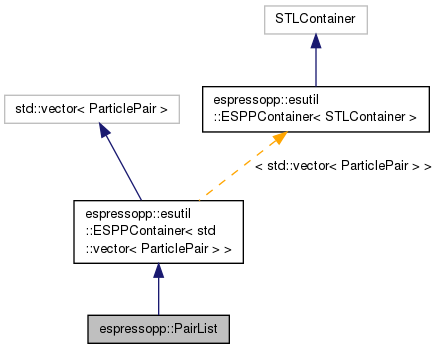 STLContainer
std::vector< ParticlePair >
espressopp::esutil
::ESPPContainer< STLContainer >
< std::vector< ParticlePair > >
espressopp::esutil
::ESPPContainer< std
::vector< ParticlePair > >
espressopp::PairList